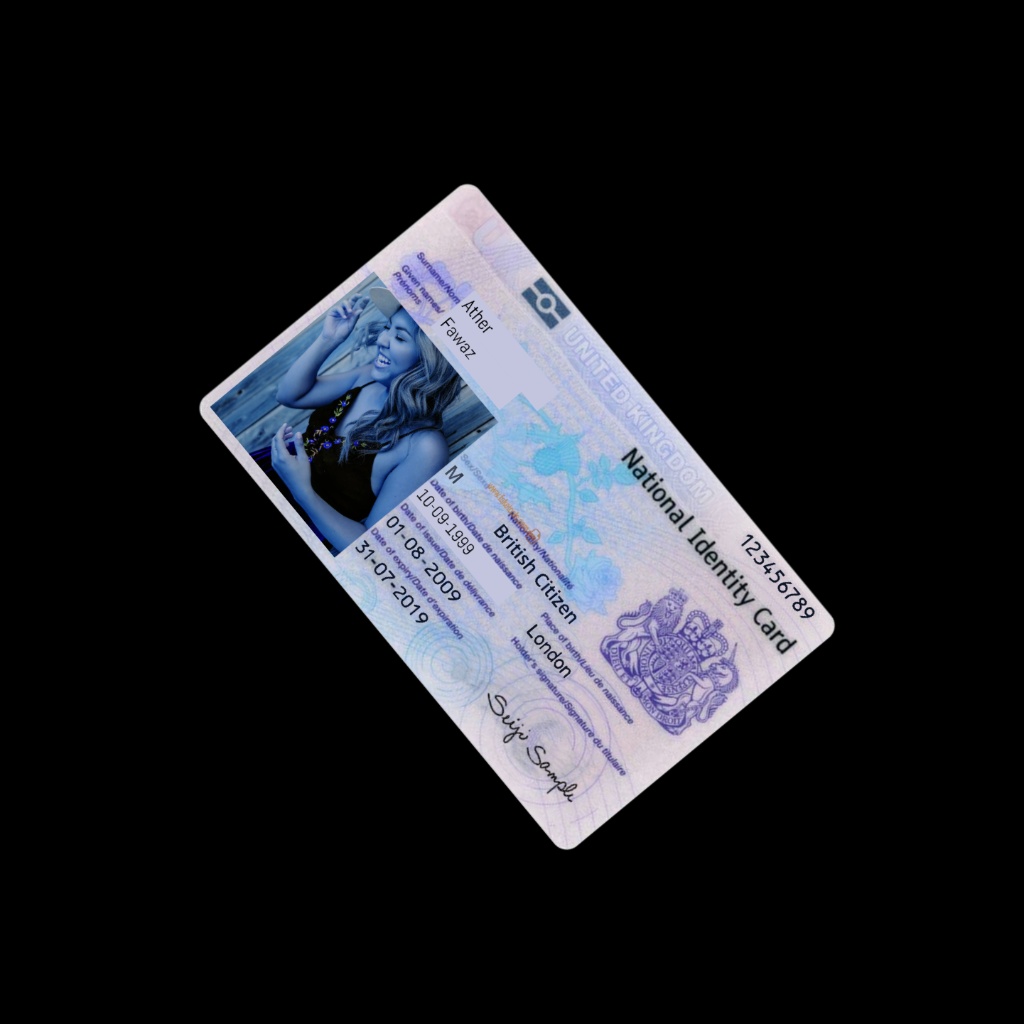 UNITED KINGDOM
National Identity Card
123456789
Surname/Nom
Ather
Given names/
Prénoms
Fawaz
Sex/Sexe
M
Nationality/Nationalité
British Citizen
Date of birth/Date de naissance
10-09-1999
Place of birth/Lieu de naissance
London
Date of issue/Date de délivrance
01-08-2009
Holder's signature/Signature du titulaire
Date of expiry/Date d'expiration
31-07-2019
Seiji Sample